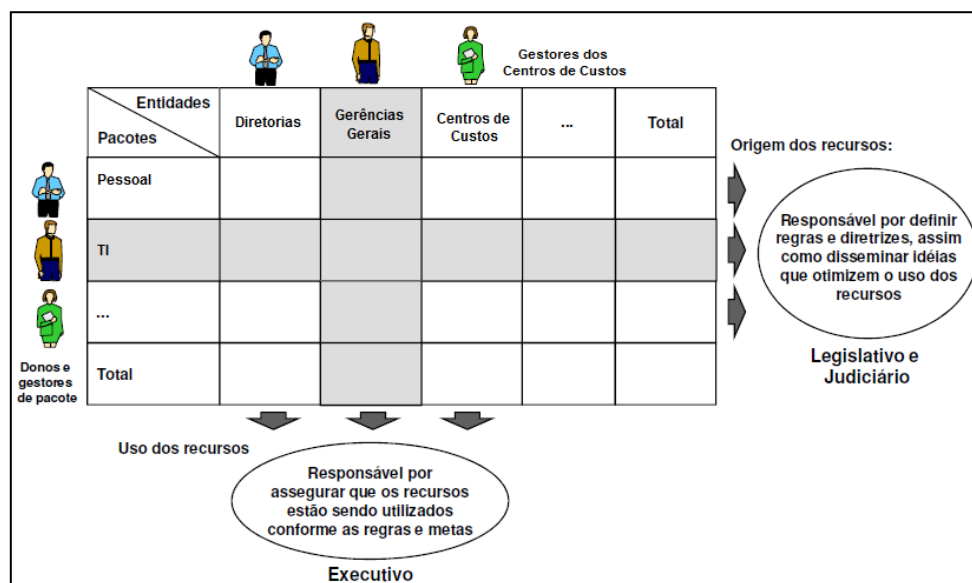 Gestores dos
Centros de Custos
Entidades
Pacotes
Diretorias
Gerências
Gerais
Centros de
Custos
...
Total
Origem dos recursos:
Pessoal
TI
...
Total
Donos e
gestores
de pacote
Responsável por definir
regras e diretrizes, assim
como disseminar idéias
que otimizem o uso dos
recursos
Legislativo e
Judiciário
Uso dos recursos
Responsável por
assegurar que os recursos
estão sendo utilizados
conforme as regras e metas
Executivo